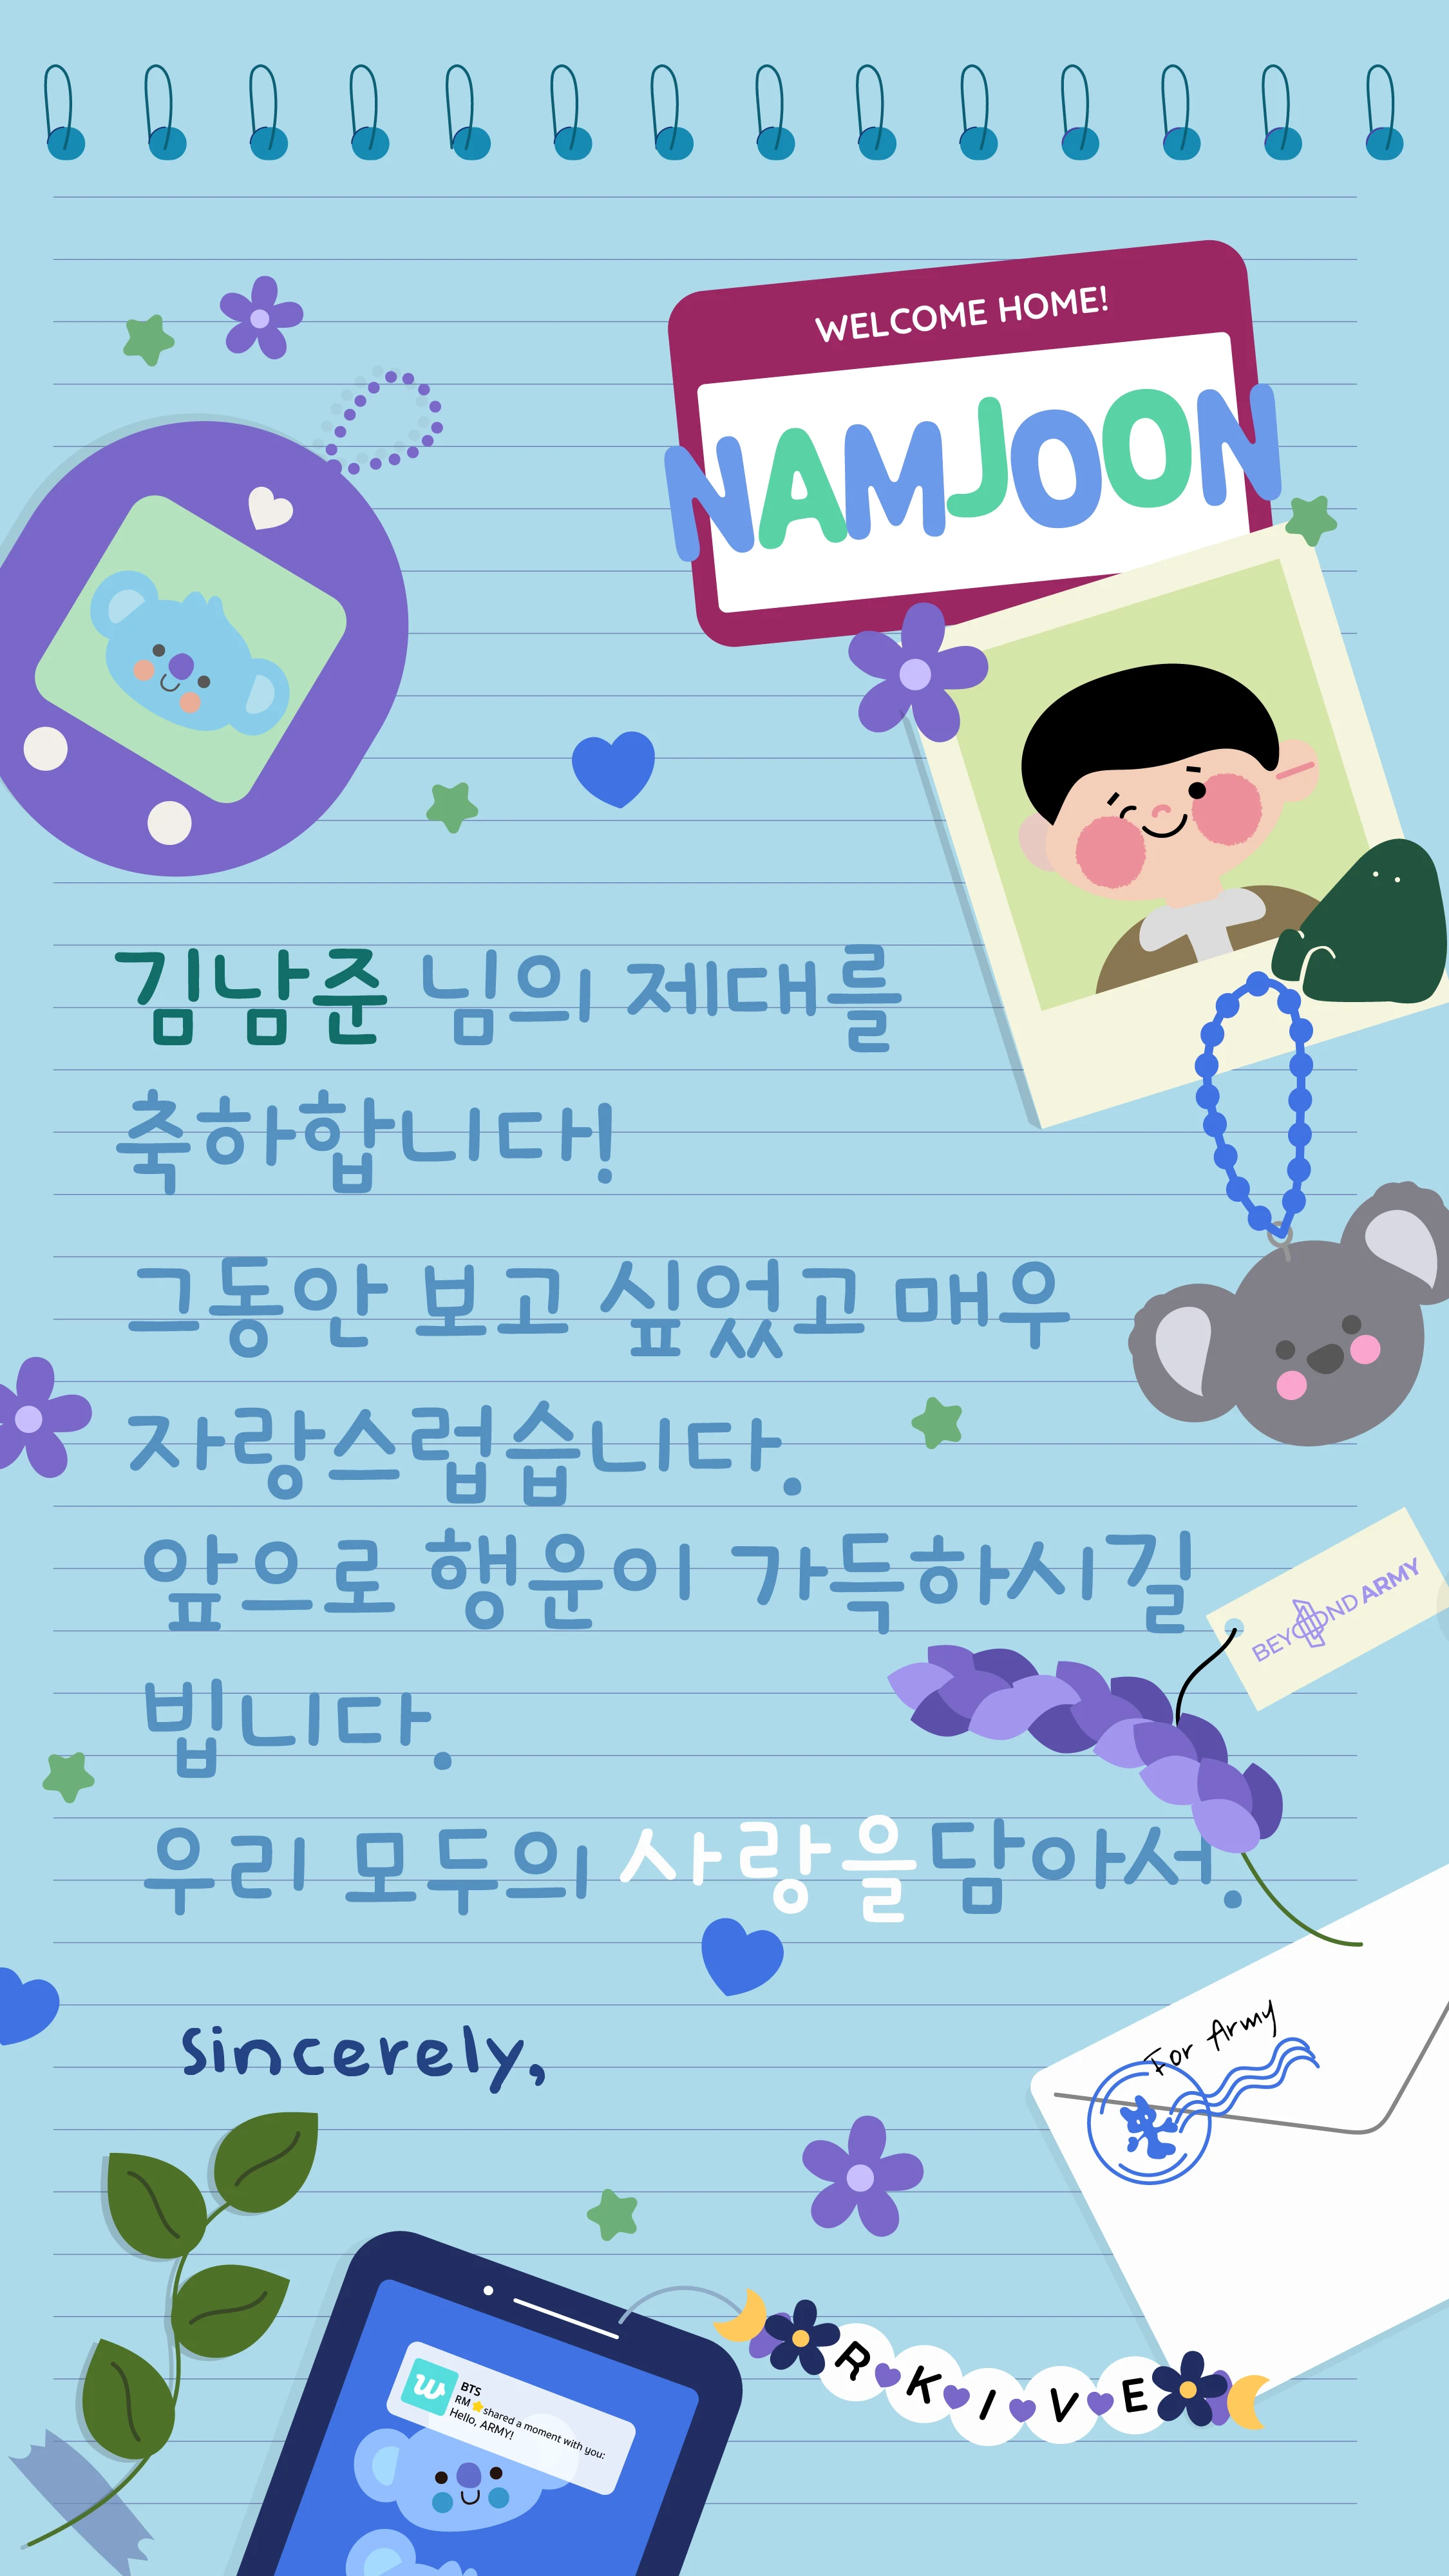 WELCOME HOME!
NAMJOON
김남준 님의 제대를
축하합니다!
그동안 보고 싶었고 매우
자랑스럽습니다.
앞으로 행운이 가득하시길
빕니다.
우리 모두의 사랑을 담아서.
BEYOND ARMY
sincerely,
For Army
BTS
RM ⭐ shared a moment with you:
Hello, ARMY!
RKIVE